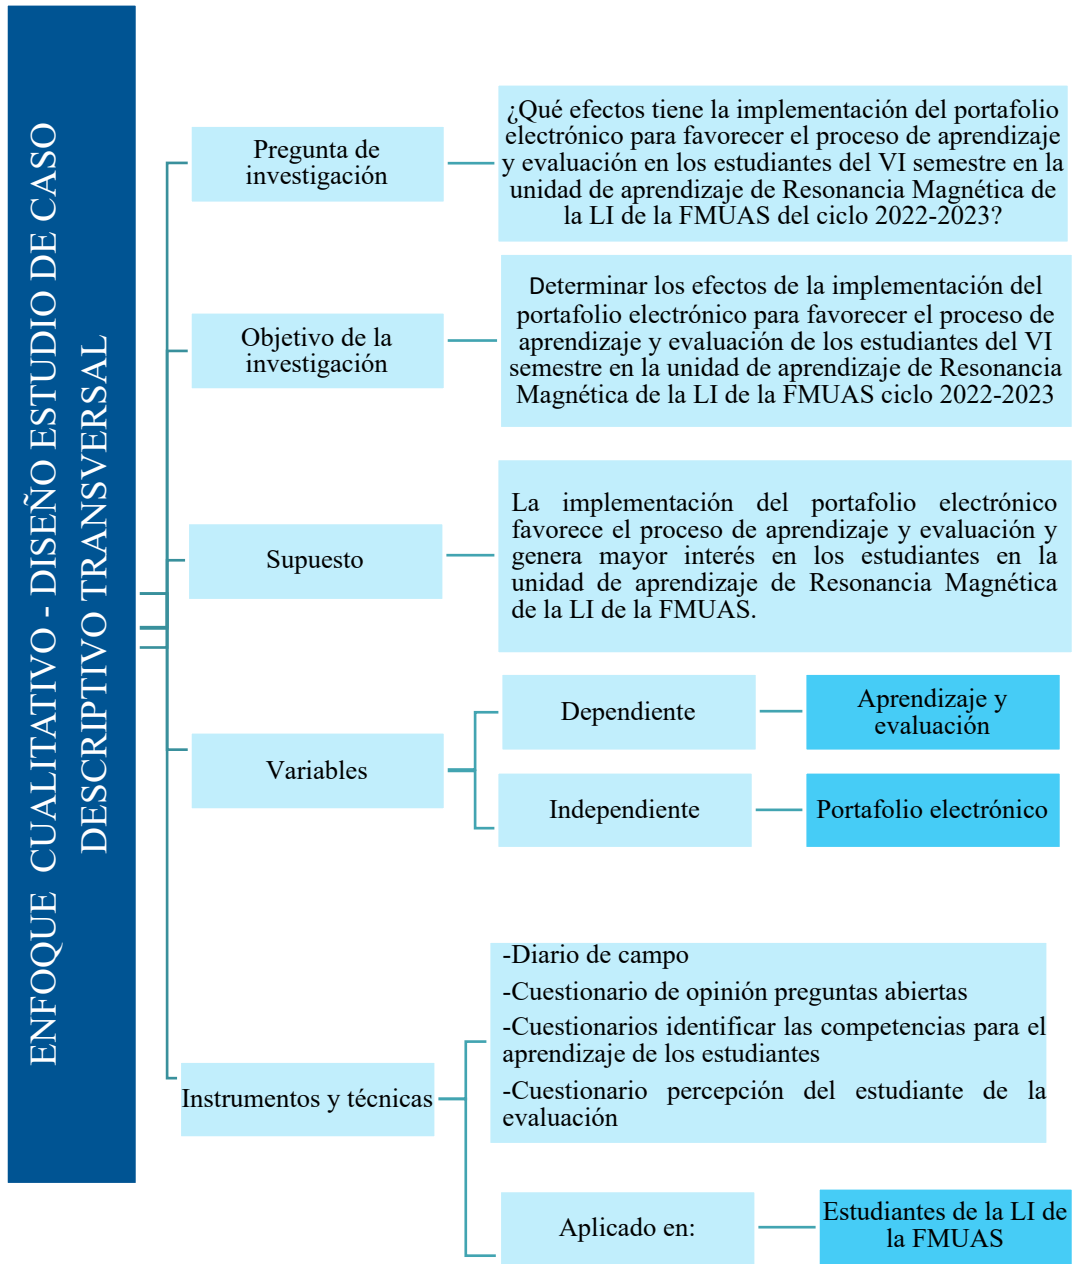 ENFOQUE CUALITATIVO - DISEÑO ESTUDIO DE CASO
DESCRIPTIVO TRANSVERSAL
Pregunta de
investigación
¿Qué efectos tiene la implementación del portafolio
electrónico para favorecer el proceso de aprendizaje
y evaluación en los estudiantes del VI semestre en la
unidad de aprendizaje de Resonancia Magnética de
la LI de la FMUAS del ciclo 2022-2023?
Objetivo de la
investigación
Determinar los efectos de la implementación del
portafolio electrónico para favorecer el proceso de
aprendizaje y evaluación de los estudiantes del VI
semestre en la unidad de aprendizaje de Resonancia
Magnética de la LI de la FMUAS ciclo 2022-2023
Supuesto
La implementación del portafolio electrónico
favorece el proceso de aprendizaje y evaluación y
genera mayor interés en los estudiantes en la
unidad de aprendizaje de Resonancia Magnética
de la LI de la FMUAS.
Variables
Dependiente
Aprendizaje y
evaluación
Independiente
Portafolio electrónico
Instrumentos y técnicas
-Diario de campo
-Cuestionario de opinión preguntas abiertas
-Cuestionarios identificar las competencias para el
aprendizaje de los estudiantes
-Cuestionario percepción del estudiante de la
evaluación
Aplicado en:
Estudiantes de la LI de
la FMUAS